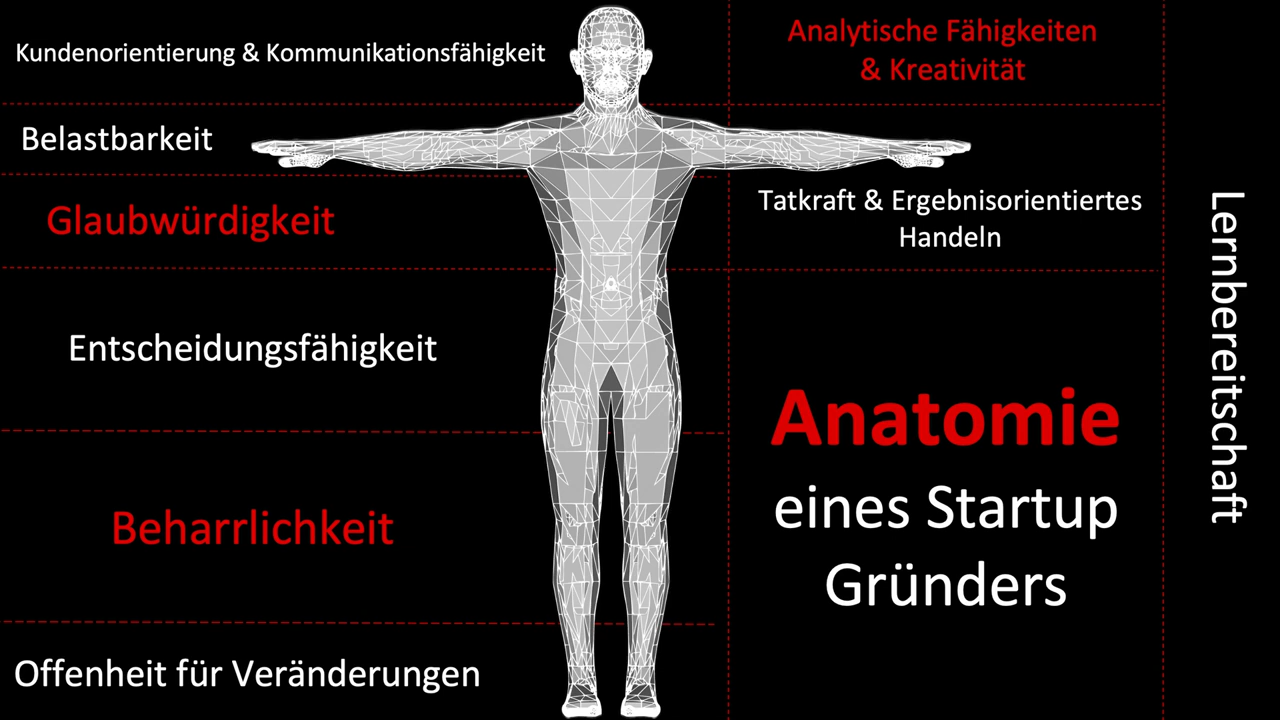 Kundenorientierung & Kommunikationsfähigkeit
Belastbarkeit
Glaubwürdigkeit
Entscheidungsfähigkeit
Beharrlichkeit
Offenheit für Veränderungen
Analytische Fähigkeiten
& Kreativität
Tatkraft & Ergebnisorientiertes
Handeln
Anatomie
eines Startup
Gründers
Lernbereitschaft